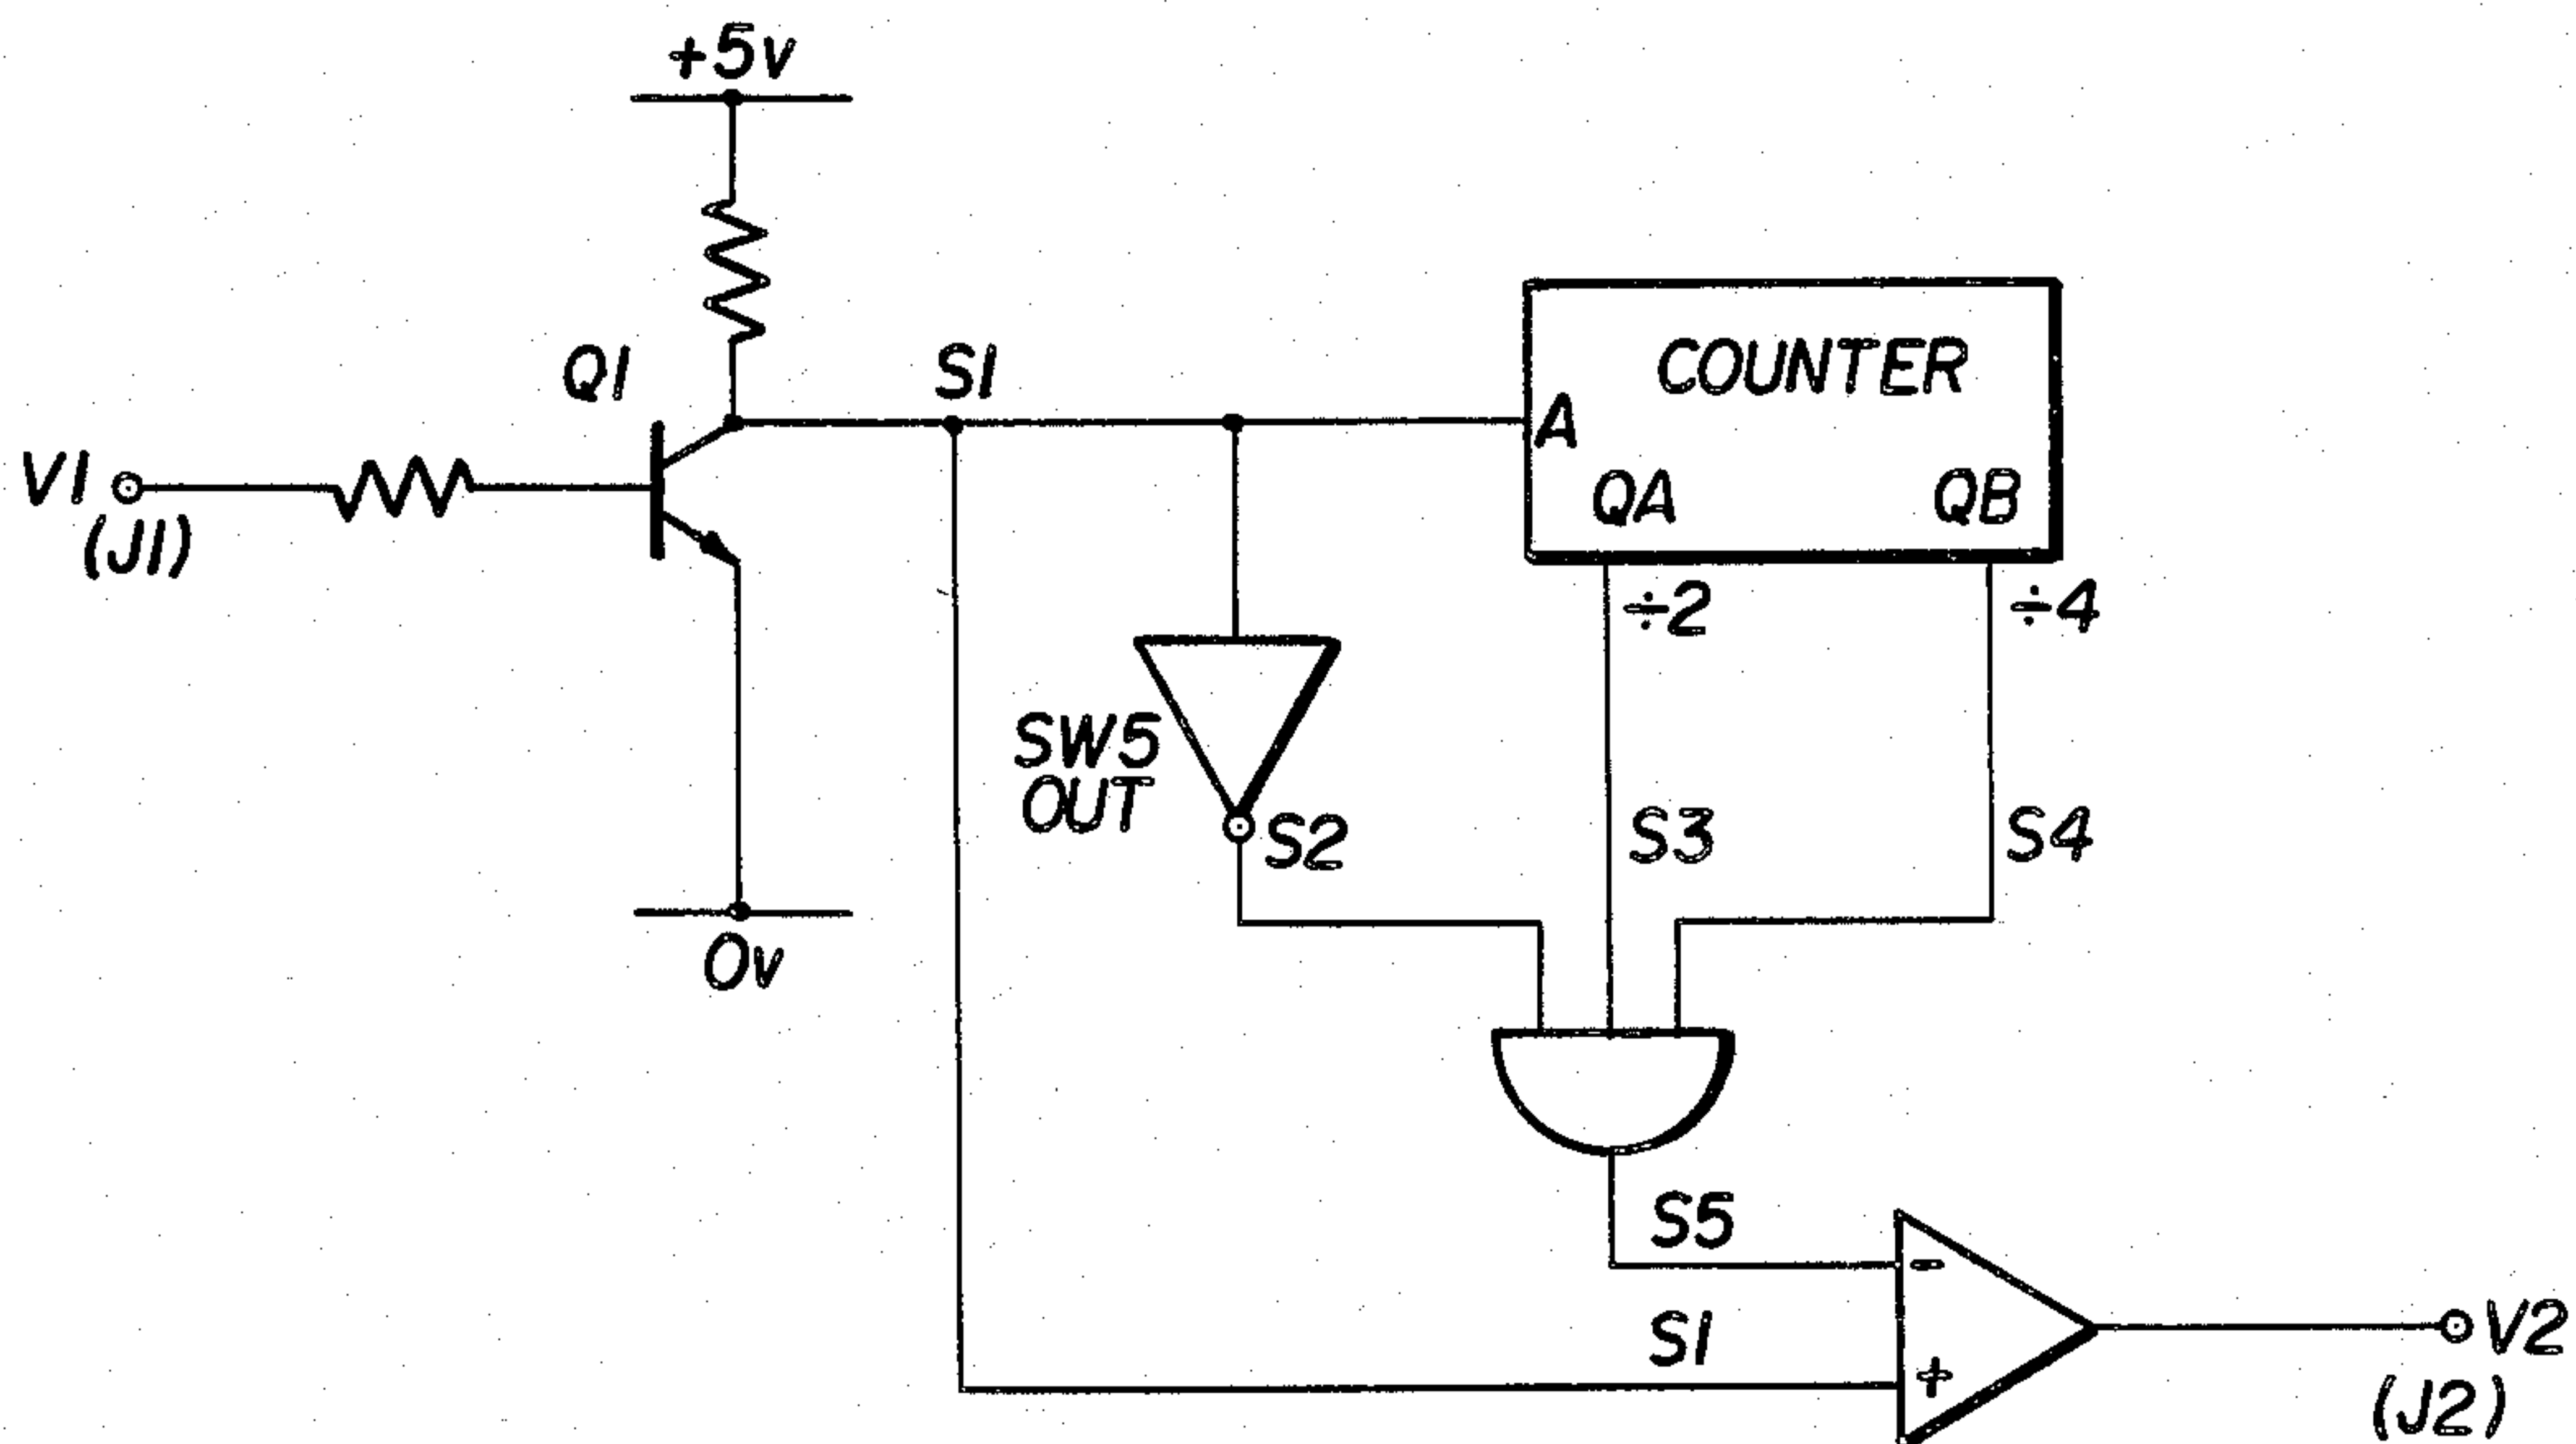 +5v
Q1
S1
COUNTER
A
QA
QB
V1
(J1)
÷2
÷4
SW5
OUT
S2
S3
S4
0v
S5
-
S1
+
V2
(J2)